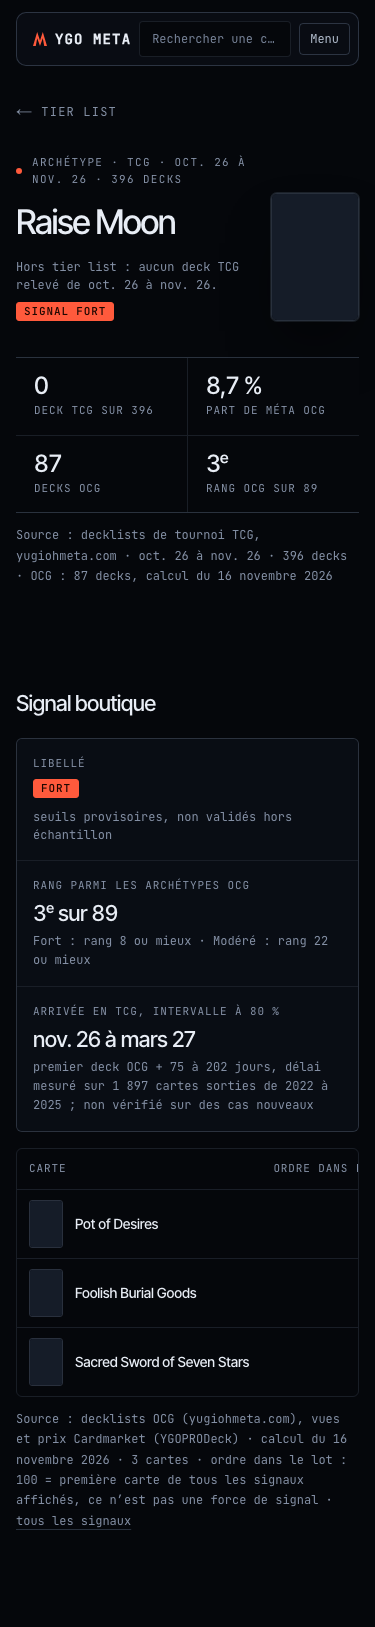 YGO META
Rechercher une c…
Menu
← TIER LIST
ARCHÉTYPE · TCG · OCT. 26 À
NOV. 26 · 396 DECKS
Raise Moon
Hors tier list : aucun deck TCG
relevé de oct. 26 à nov. 26.
SIGNAL FORT
0
DECK TCG SUR 396
8,7 %
PART DE MÉTA OCG
87
DECKS OCG
3e
RANG OCG SUR 89
Source : decklists de tournoi TCG,
yugiohmeta.com · oct. 26 à nov. 26 · 396 decks
· OCG : 87 decks, calcul du 16 novembre 2026
Signal boutique
LIBELLÉ
FORT
seuils provisoires, non validés hors
échantillon
RANG PARMI LES ARCHÉTYPES OCG
3e sur 89
Fort : rang 8 ou mieux · Modéré : rang 22
ou mieux
ARRIVÉE EN TCG, INTERVALLE À 80 %
nov. 26 à mars 27
premier deck OCG + 75 à 202 jours, délai
mesuré sur 1 897 cartes sorties de 2022 à
2025 ; non vérifié sur des cas nouveaux
CARTE
ORDRE DANS
Pot of Desires
Foolish Burial Goods
Sacred Sword of Seven Stars
Source : decklists OCG (yugiohmeta.com), vues
et prix Cardmarket (YGOPRODeck) · calcul du 16
novembre 2026 · 3 cartes · ordre dans le lot :
100 = première carte de tous les signaux
affichés, ce n’est pas une force de signal ·
tous les signaux